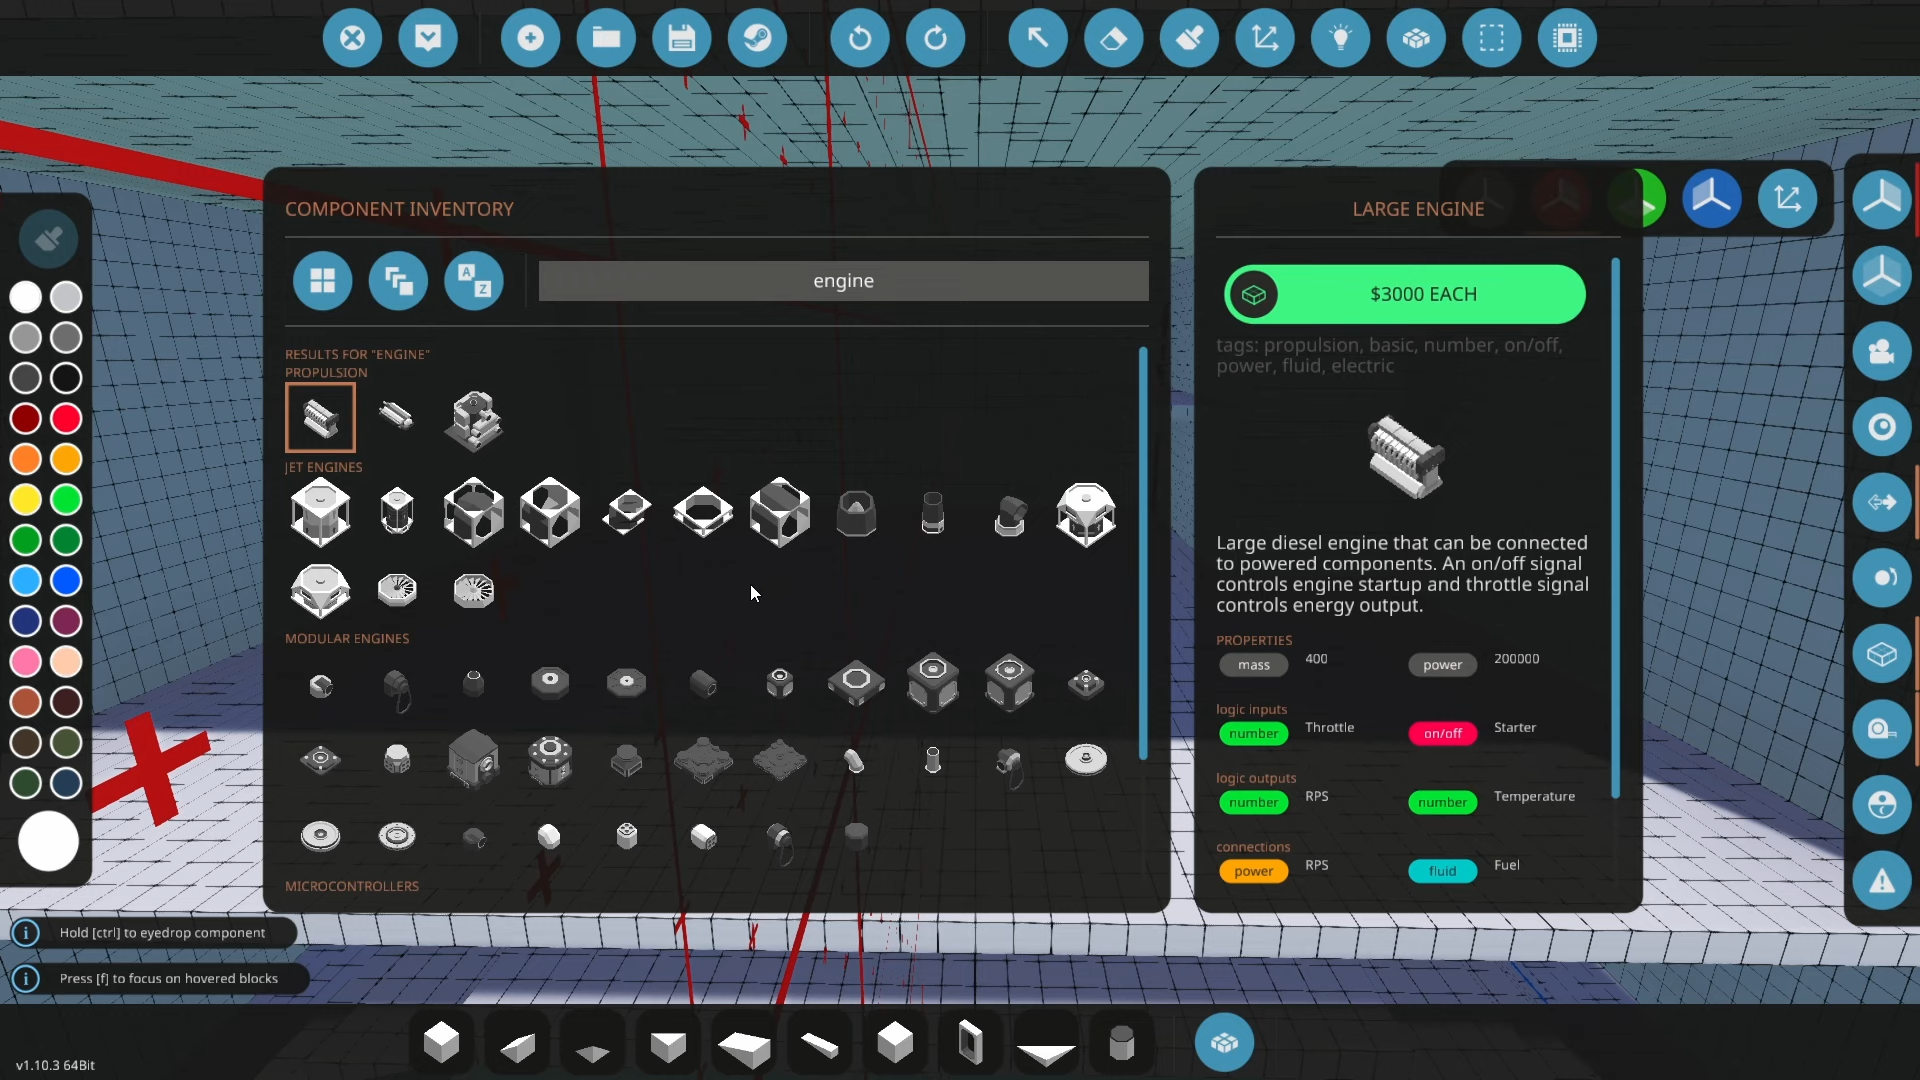 COMPONENT INVENTORY
A
Z
engine
RESULTS FOR "ENGINE"
PROPULSION
JET ENGINES
MODULAR ENGINES
MICROCONTROLLERS
LARGE ENGINE
$3000 EACH
tags: propulsion, basic, number, on/off,
power, fluid, electric
Large diesel engine that can be connected
to powered components. An on/off signal
controls engine startup and throttle signal
controls energy output.
PROPERTIES
mass 400 power 200000
logic inputs
number Throttle on/off Starter
logic outputs
number RPS number Temperature
connections
power RPS fluid Fuel
i Hold [ctrl] to eyedrop component
i Press [f] to focus on hovered blocks
v1.10.3 64Bit